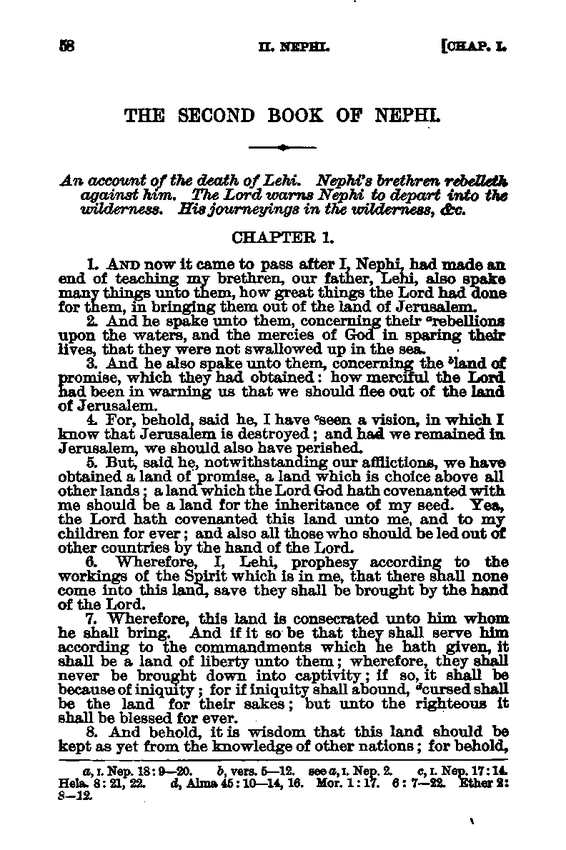 58 II. NEPHI. [CHAP. I.
THE SECOND BOOK OF NEPHI.
An account of the death of Lehi. Nephi's brethren rebelleth
against him. The Lord warns Nephi to depart into the
wilderness. His journeyings in the wilderness, &c.
CHAPTER 1.
1. AND now it came to pass after I, Nephi, had made an
end of teaching my brethren, our father, Lehi, also spake
many things unto them, how great things the Lord had done
for them, in bringing them out of the land of Jerusalem.
2. And he spake unto them, concerning their ᵃrebellions
upon the waters, and the mercies of God in sparing their
lives, that they were not swallowed up in the sea.
3. And he also spake unto them, concerning the ᵇland of
promise, which they had obtained: how merciful the Lord
had been in warning us that we should flee out of the land
of Jerusalem.
4. For, behold, said he, I have ᶜseen a vision, in which I
know that Jerusalem is destroyed; and had we remained in
Jerusalem, we should also have perished.
5. But, said he, notwithstanding our afflictions, we have
obtained a land of promise, a land which is choice above all
other lands; a land which the Lord God hath covenanted with
me should be a land for the inheritance of my seed. Yea,
the Lord hath covenanted this land unto me, and to my
children for ever; and also all those who should be led out of
other countries by the hand of the Lord.
6. Wherefore, I, Lehi, prophesy according to the
workings of the Spirit which is in me, that there shall none
come into this land, save they shall be brought by the hand
of the Lord.
7. Wherefore, this land is consecrated unto him whom
he shall bring. And if it so be that they shall serve him
according to the commandments which he hath given, it
shall be a land of liberty unto them; wherefore, they shall
never be brought down into captivity; if so, it shall be
because of iniquity; for if iniquity shall abound, ᵈcursed shall
be the land for their sakes; but unto the righteous it
shall be blessed for ever.
8. And behold, it is wisdom that this land should be
kept as yet from the knowledge of other nations; for behold,
a, I. Nep. 18:9—20. b, vers. 5—12. see a, I. Nep. 2. c, I. Nep. 17:14.
Hela. 8:21, 22. d, Alma 45:10—14, 16. Mor. 1:17. 6:7—22. Ether 2:
8—12.